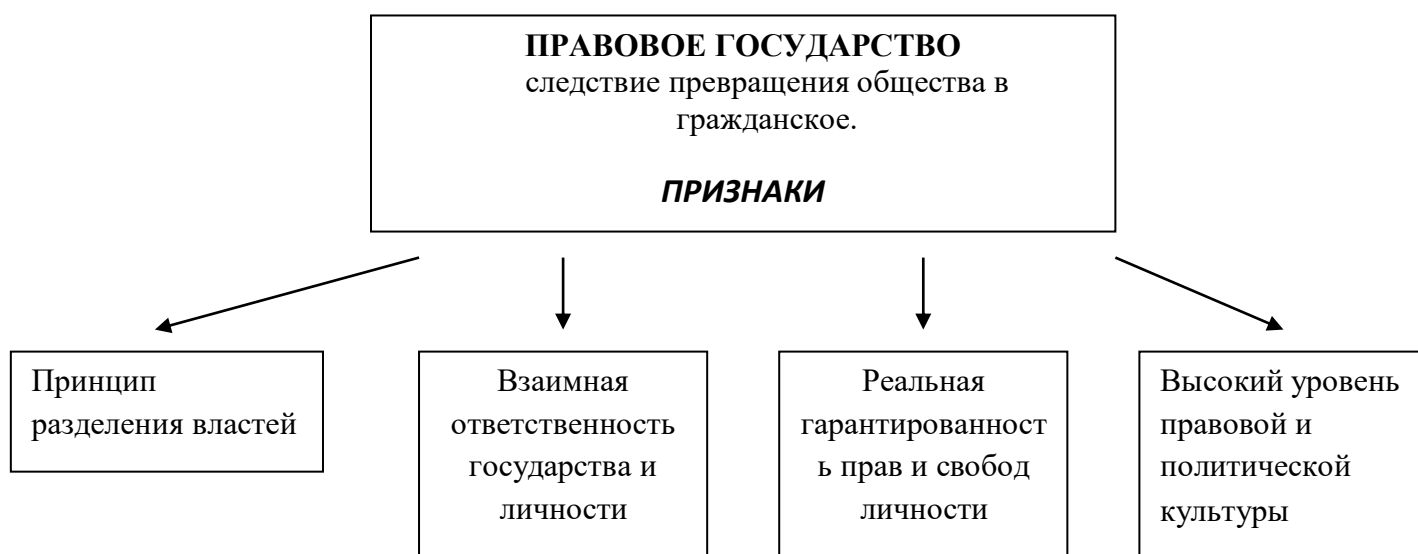 ПРАВОВОЕ ГОСУДАРСТВО
следствие превращения общества в
гражданское.
ПРИЗНАКИ
Принцип
разделения властей
Взаимная
ответственность
государства и
личности
Реальная
гарантированност
ь прав и свобод
личности
Высокий уровень
правовой и
политической
культуры